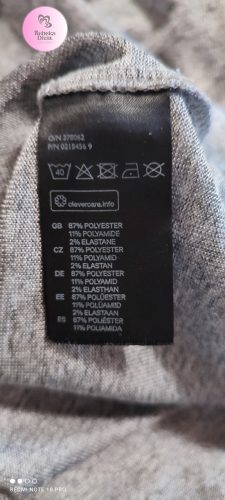 Rebeka
Divat
O/N 378062
P/N 0218456 9
40
clevercare.info
GB 87% POLYESTER
11% POLYAMIDE
2% ELASTANE
CZ 87% POLYESTER
11% POLYAMID
2% ELASTAN
DE 87% POLYESTER
11% POLYAMID
2% ELASTHAN
EE 87% POLÜESTER
11% POLÜAMIID
2% ELASTAAN
ES 87% POLIÉSTER
11% POLIAMIDA
REDMI NOTE 10 PRO